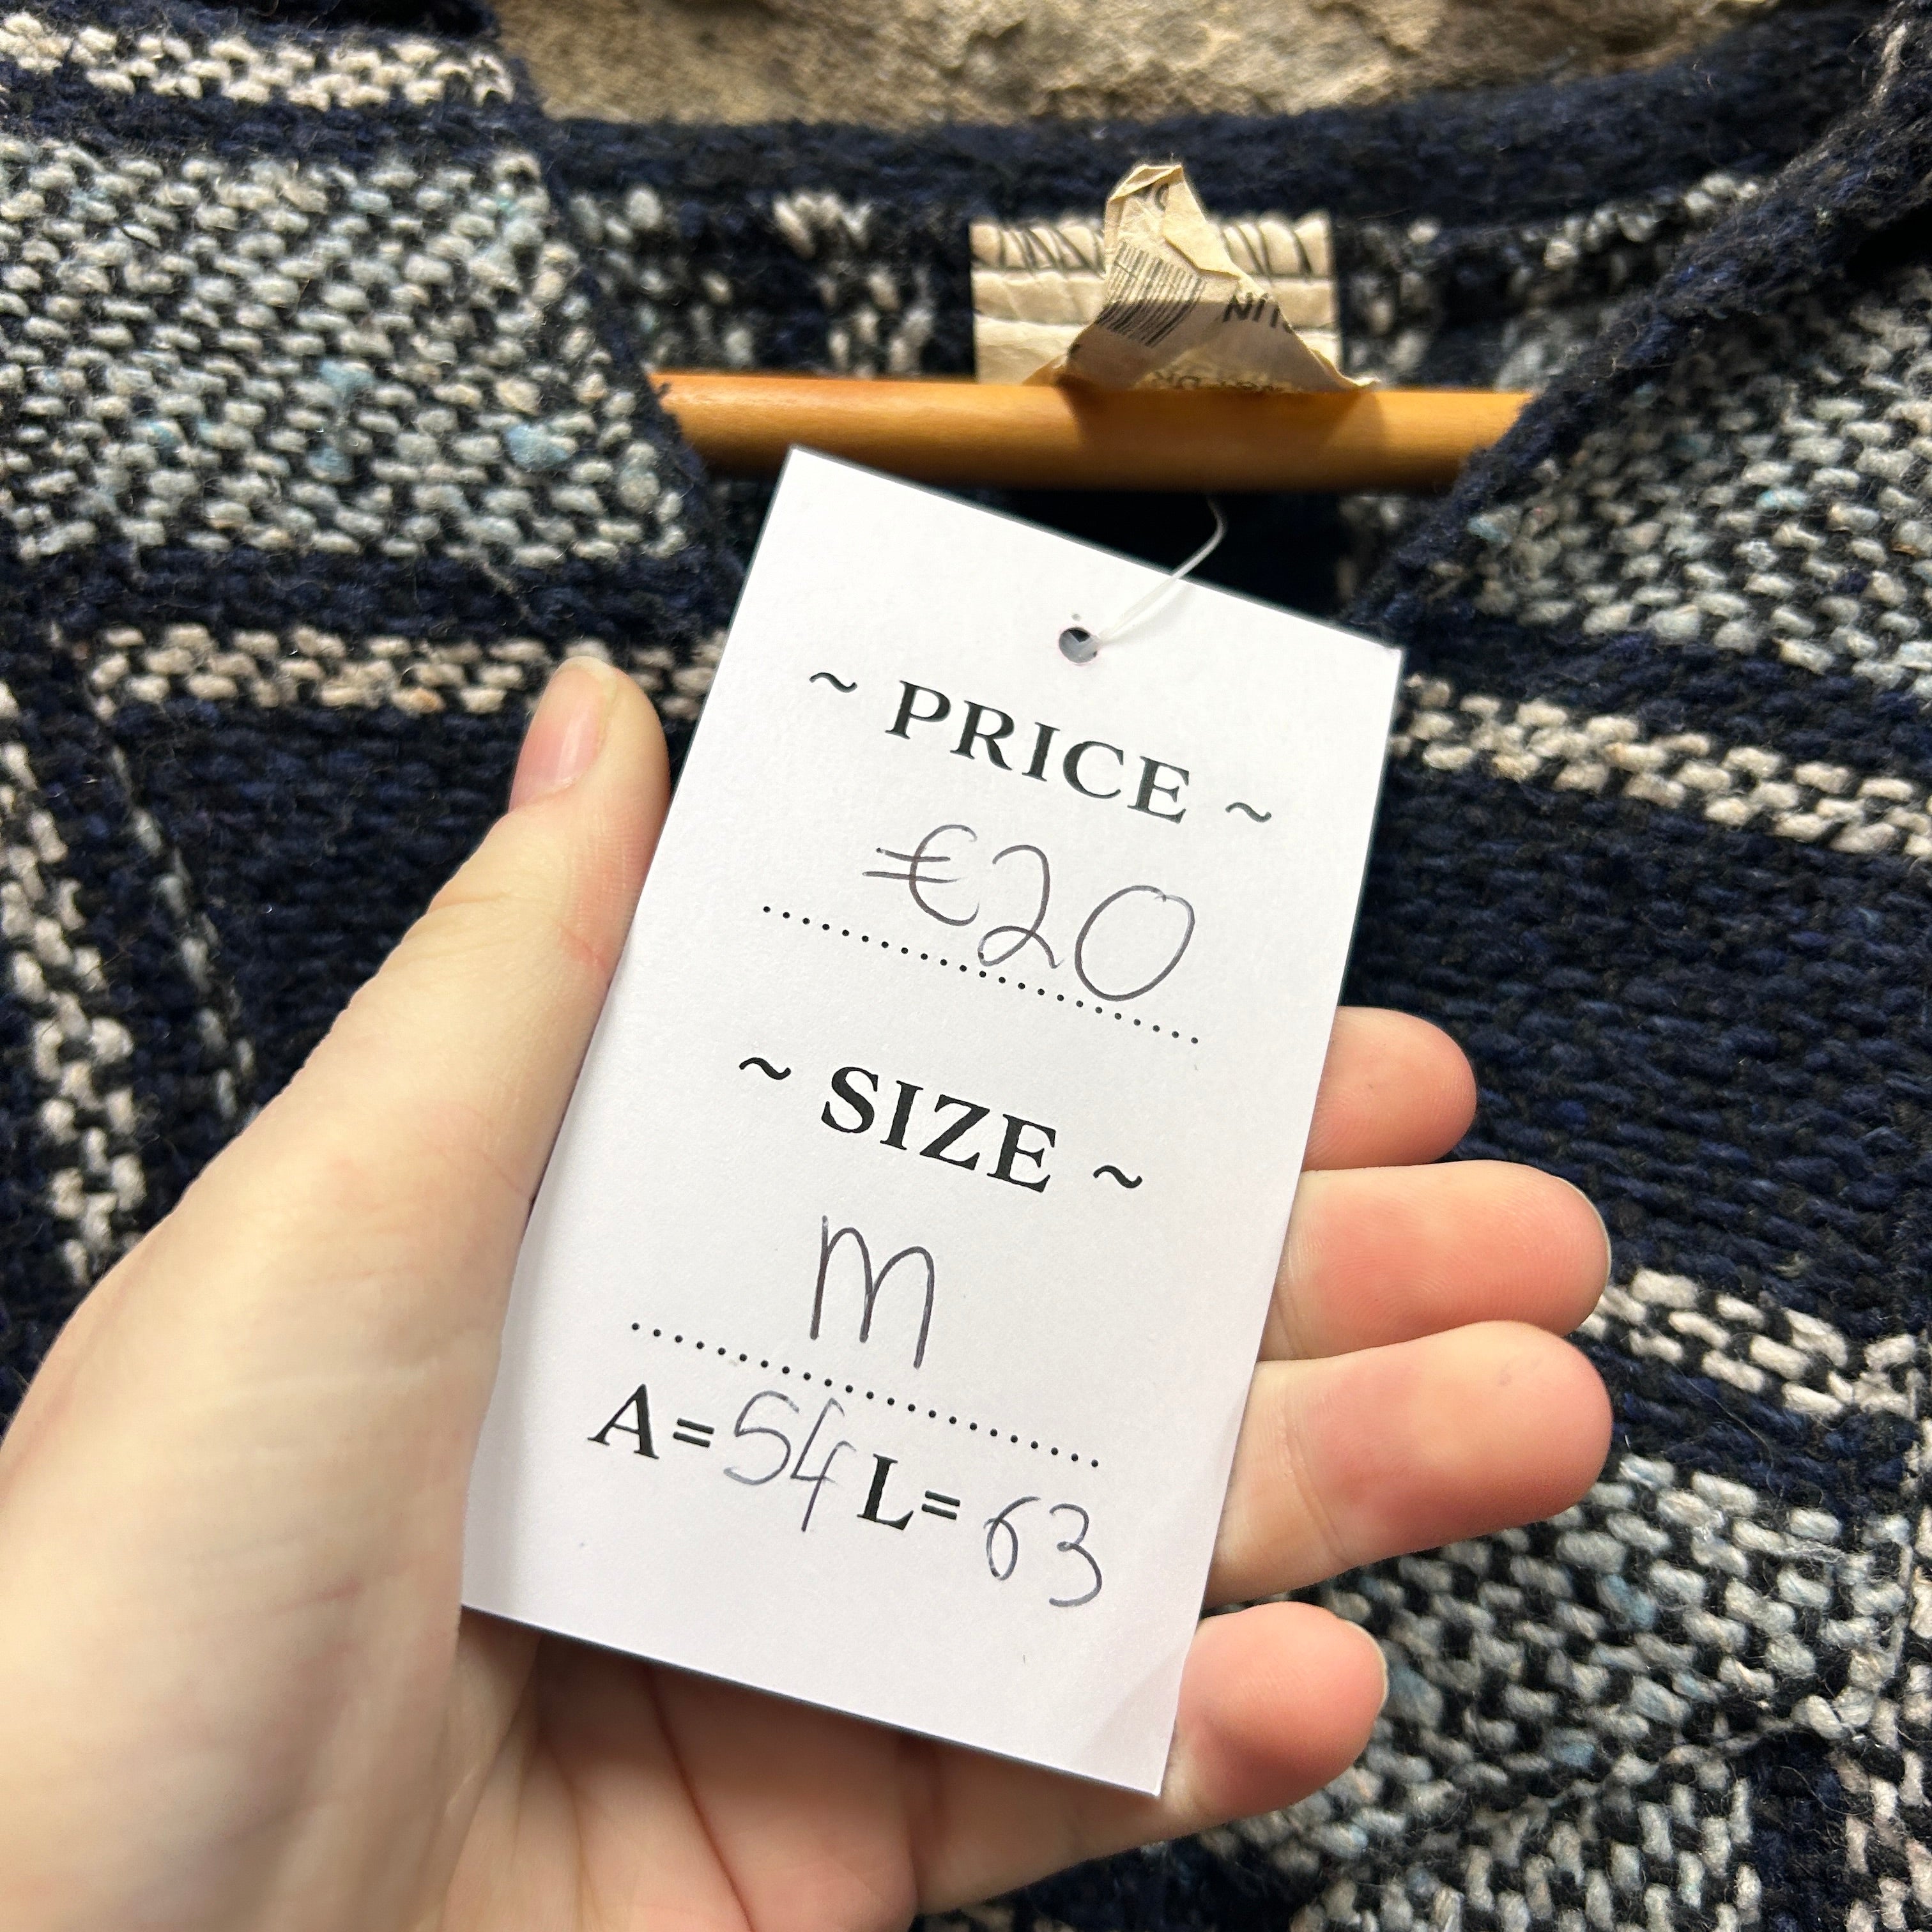 ~ PRICE ~
€20
~ SIZE ~
M
A=54 L=63